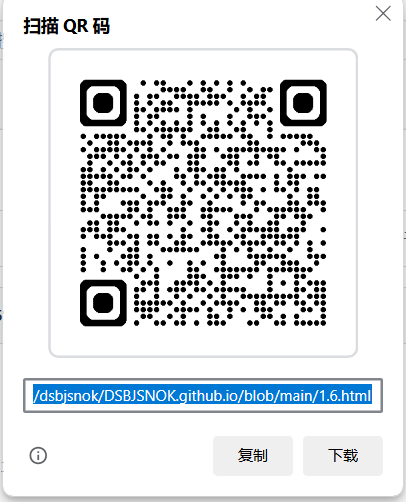 扫描 QR 码
/dsbjsnok/DSBJSNOK.github.io/blob/main/1.6.html
复制
下载